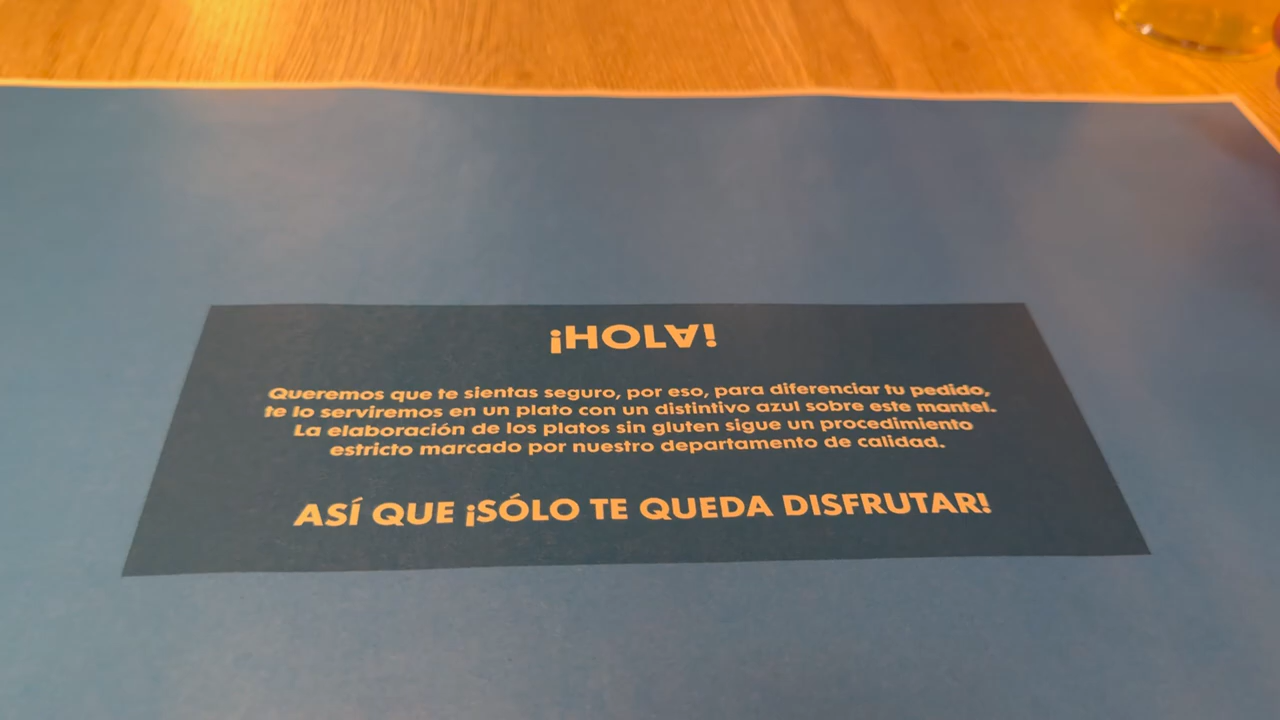 ¡HOLA!
Queremos que te sientas seguro, por eso, para diferenciar tu pedido,
te lo serviremos en un plato con un distintivo azul sobre este mantel.
La elaboración de los platos sin gluten sigue un procedimiento
estricto marcado por nuestro departamento de calidad.
ASÍ QUE ¡SÓLO TE QUEDA DISFRUTAR!